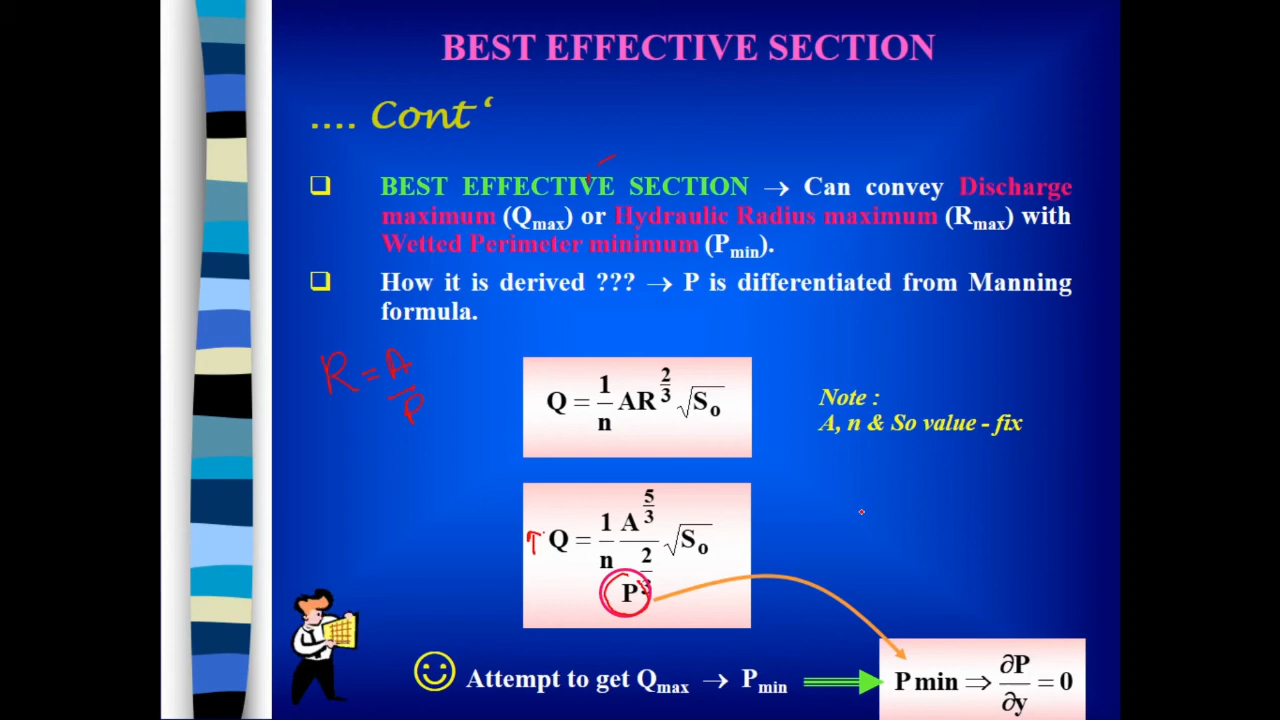 BEST EFFECTIVE SECTION
.... Cont‘
❑ BEST EFFECTIVE SECTION → Can convey Discharge
maximum (Qmax) or Hydraulic Radius maximum (Rmax) with
Wetted Perimeter minimum (Pmin).
❑ How it is derived ??? → P is differentiated from Manning
formula.
R = A/P
Q = 1/n AR^(2/3) √So
Note :
A, n & So value - fix
↑Q = 1/n A^(5/3)/P^(2/3) √So
Attempt to get Qmax → Pmin
P min ⇒ ∂P/∂y = 0